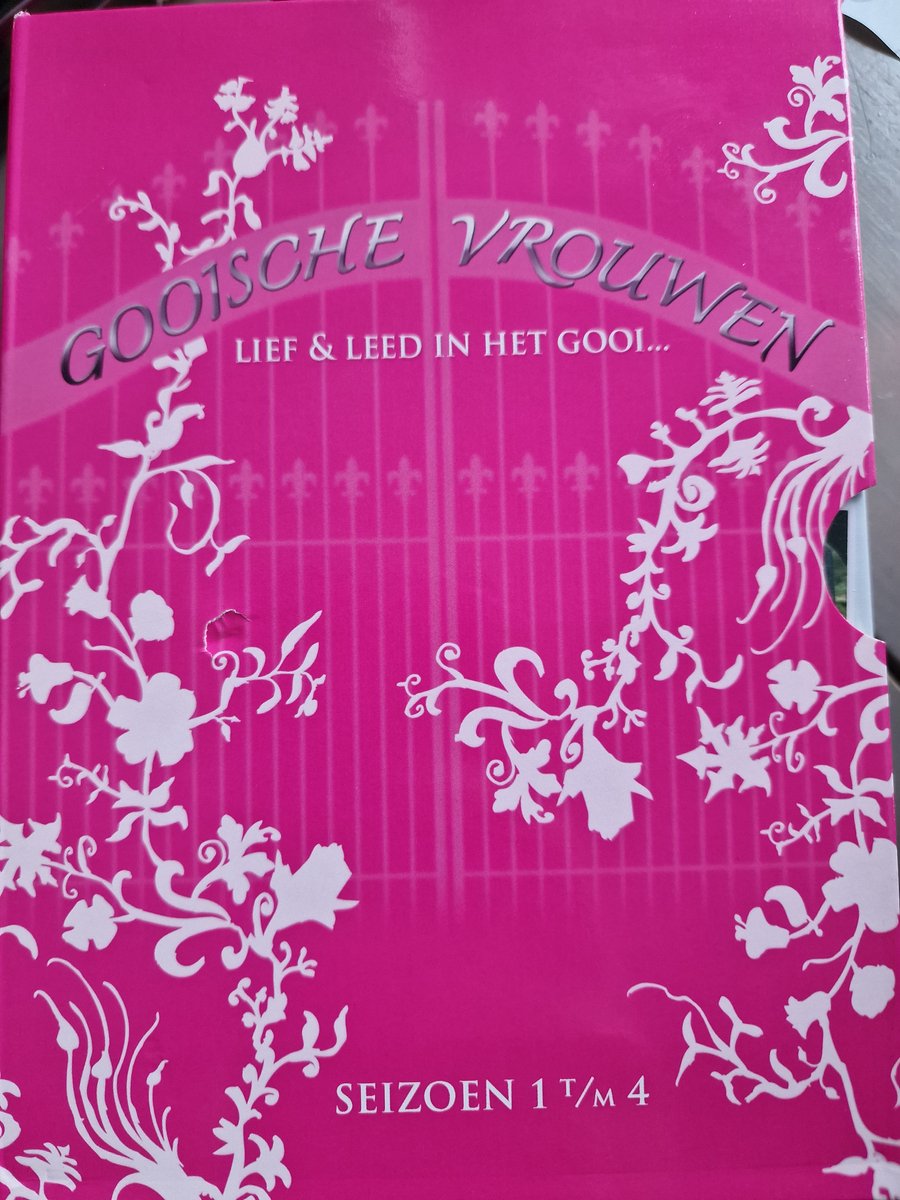 GOOISCHE VROUWEN
LIEF & LEED IN HET GOOI...
SEIZOEN 1 T/M 4